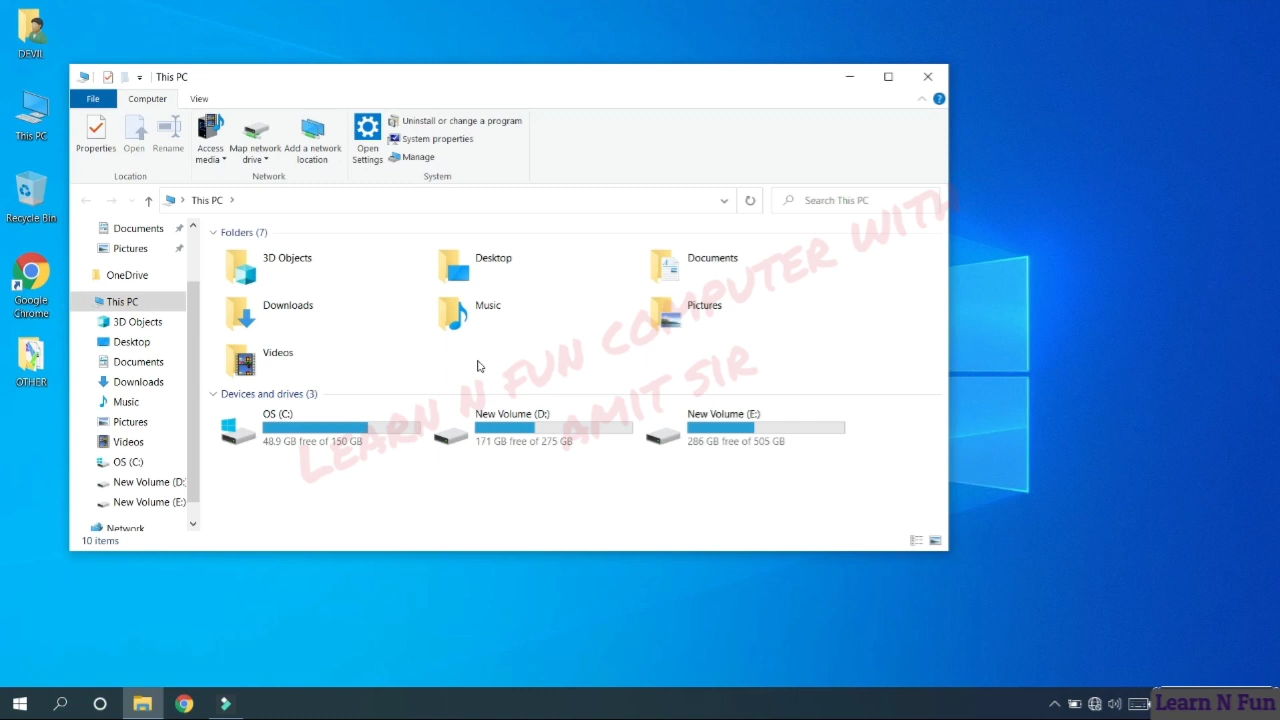 DEVIL
This PC
Recycle Bin
Google
Chrome
OTHER
This PC
File
Computer
View
Properties
Open
Rename
Access
media
Map network
drive
Add a network
location
Open
Settings
Uninstall or change a program
System properties
Manage
Location
Network
System
This PC
Search This PC
Documents
Pictures
OneDrive
This PC
3D Objects
Desktop
Documents
Downloads
Music
Pictures
Videos
OS (C:)
New Volume (D:
New Volume (E:)
Network
Folders (7)
3D Objects
Desktop
Documents
Downloads
Music
Pictures
Videos
Devices and drives (3)
OS (C:)
48.9 GB free of 150 GB
New Volume (D:)
171 GB free of 275 GB
New Volume (E:)
286 GB free of 505 GB
LEARN N FUN COMPUTER WITH
AMIT SIR
10 items
Learn N Fun